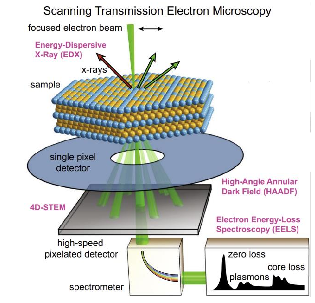 Scanning Transmission Electron Microscopy
focused electron beam
Energy-Dispersive
X-Ray (EDX)
x-rays
sample
single pixel
detector
High-Angle Annular
Dark Field (HAADF)
4D-STEM
Electron Energy-Loss
Spectroscopy (EELS)
high-speed
pixelated detector
zero loss
core loss
plasmons
spectrometer